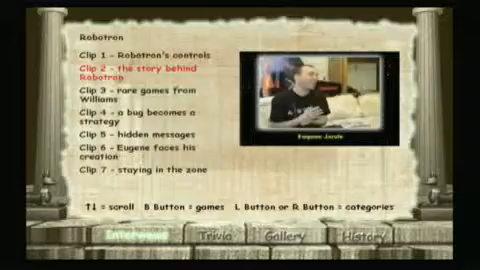 Robotron
Clip 1 - Robotron's controls
Clip 2 - the story behind
Robotron
Clip 3 - rare games from
Williams
Clip 4 - a bug becomes a
strategy
Clip 5 - hidden messages
Clip 6 - Eugene faces his
creation
Clip 7 - staying in the zone
Eugene Jarvis
↑↓ = scroll B Button = games L Button or R Button = categories
Interviews Trivia Gallery History